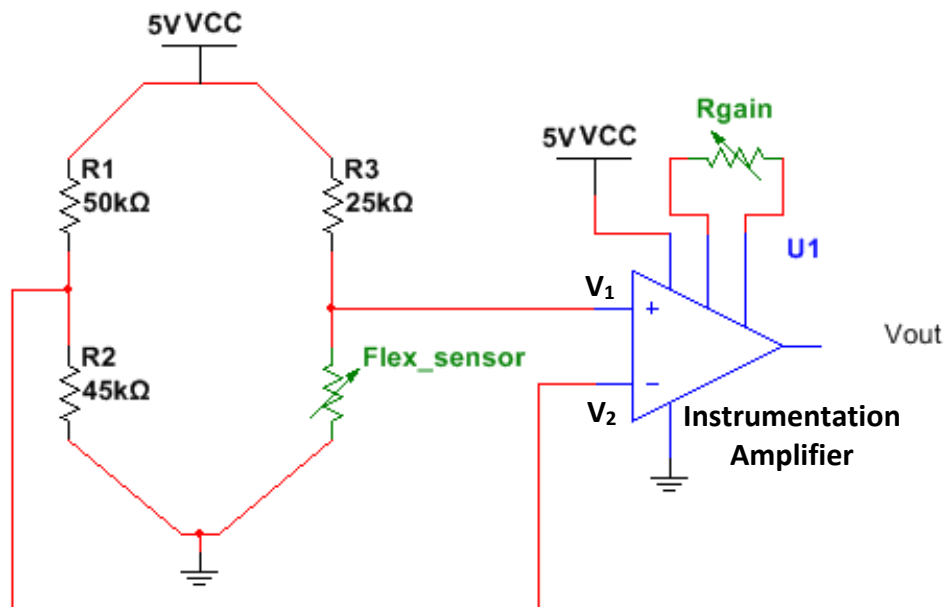 5V VCC
R1
50kΩ
R3
25kΩ
R2
45kΩ
Flex_sensor
5V VCC
Rgain
U1
V₁
+
−
V₂
Vout
Instrumentation
Amplifier